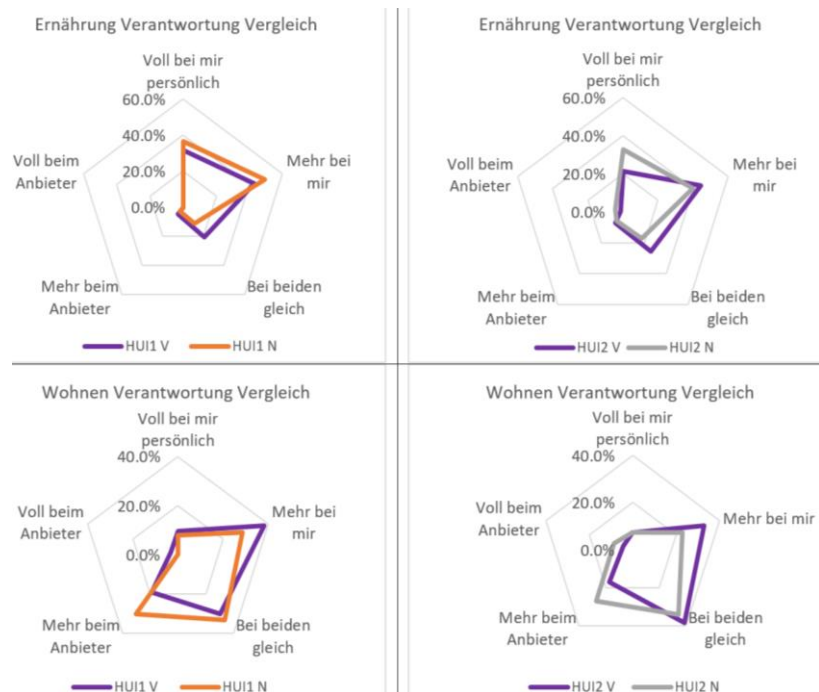 Ernährung Verantwortung Vergleich
Voll bei mir
persönlich
60.0%
40.0%
20.0%
0.0%
Voll beim
Anbieter
Mehr bei
mir
Mehr beim
Anbieter
Bei beiden
gleich
HUI1 V
HUI1 N
Ernährung Verantwortung Vergleich
Voll bei mir
persönlich
60.0%
40.0%
20.0%
0.0%
Voll beim
Anbieter
Mehr bei
mir
Mehr beim
Anbieter
Bei beiden
gleich
HUI2 V
HUI2 N
Wohnen Verantwortung Vergleich
Voll bei mir
persönlich
40.0%
20.0%
0.0%
Voll beim
Anbieter
Mehr bei
mir
Mehr beim
Anbieter
Bei beiden
gleich
HUI1 V
HUI1 N
Wohnen Verantwortung Vergleich
Voll bei mir
persönlich
40.0%
20.0%
0.0%
Voll beim
Anbieter
Mehr bei mir
Mehr beim
Anbieter
Bei beiden
gleich
HUI2 V
HUI2 N